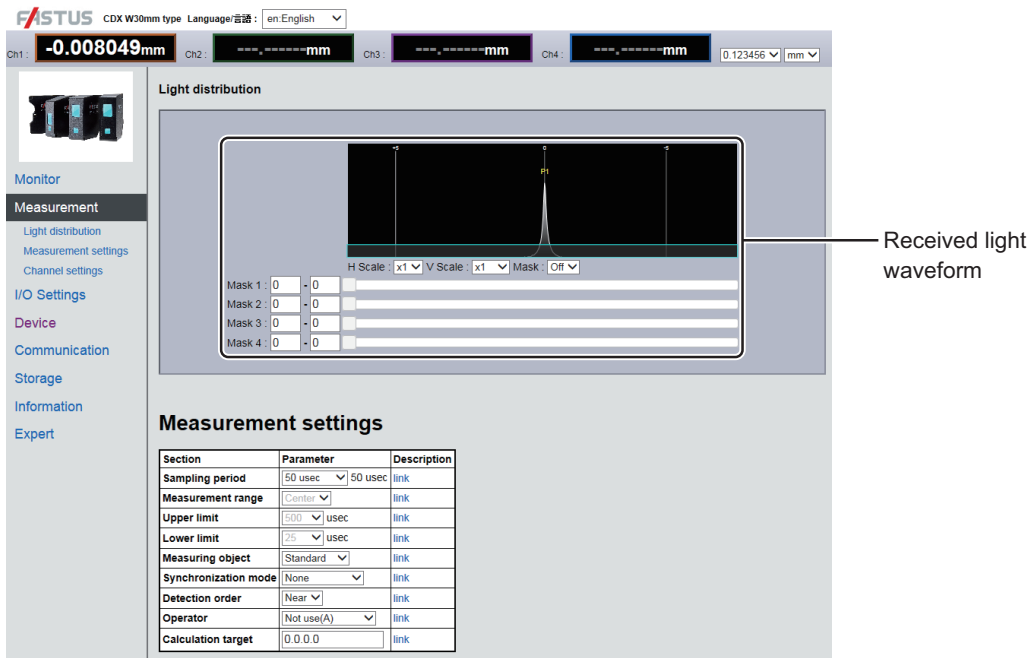 FASTUS CDX W30mm type Language/言語 : en:English
Ch1 : -0.008049mm Ch2 : ---.------mm Ch3 : ---.------mm Ch4 : ---.------mm 0.123456 mm
Light distribution
+5 0 -5
P1
H Scale : x1 V Scale : x1 Mask : Off
Mask 1 : 0 - 0
Mask 2 : 0 - 0
Mask 3 : 0 - 0
Mask 4 : 0 - 0
Received light
waveform
Monitor
Measurement
Light distribution
Measurement settings
Channel settings
I/O Settings
Device
Communication
Storage
Information
Expert
Measurement settings
Section Parameter Description
Sampling period 50 usec 50 usec link
Measurement range Center link
Upper limit 500 usec link
Lower limit 25 usec link
Measuring object Standard link
Synchronization mode None link
Detection order Near link
Operator Not use(A) link
Calculation target 0.0.0.0 link